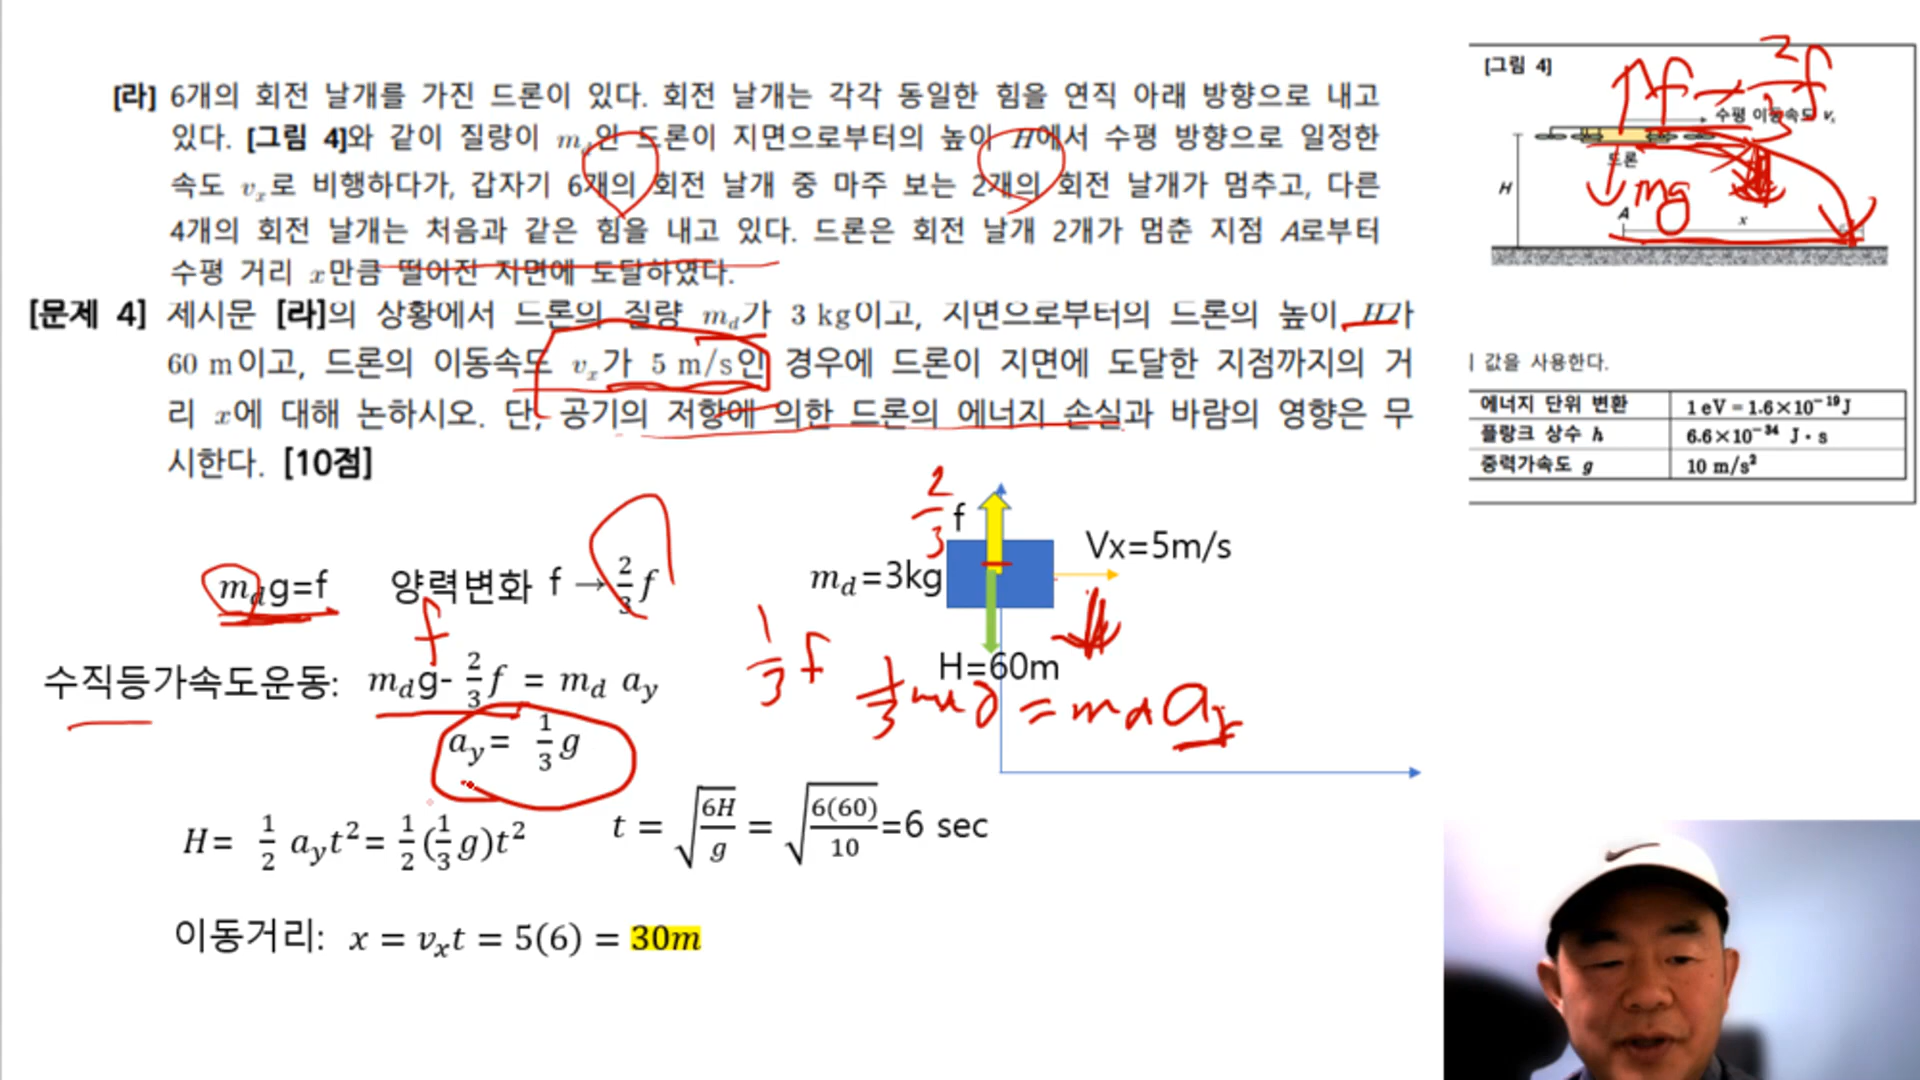 [라] 6개의 회전 날개를 가진 드론이 있다. 회전 날개는 각각 동일한 힘을 연직 아래 방향으로 내고
있다. [그림 4]와 같이 질량이 m_d인 드론이 지면으로부터의 높이 H에서 수평 방향으로 일정한
속도 v_x로 비행하다가, 갑자기 6개의 회전 날개 중 마주 보는 2개의 회전 날개가 멈추고, 다른
4개의 회전 날개는 처음과 같은 힘을 내고 있다. 드론은 회전 날개 2개가 멈춘 지점 A로부터
수평 거리 x만큼 떨어진 지면에 도달하였다.
[문제 4] 제시문 [라]의 상황에서 드론의 질량 m_d가 3 kg이고, 지면으로부터의 드론의 높이 H가
60 m이고, 드론의 이동속도 v_x가 5 m/s인 경우에 드론이 지면에 도달한 지점까지의 거
리 x에 대해 논하시오. 단, 공기의 저항에 의한 드론의 에너지 손실과 바람의 영향은 무
시한다. [10점]
[그림 4]
↑f → 2/3 f
수평 이동속도 v_x
드론
mg
H
A
x
값을 사용한다.
에너지 단위 변환 1 eV = 1.6×10⁻¹⁹ J
플랑크 상수 h 6.6×10⁻³⁴ J·s
중력가속도 g 10 m/s²
m_d g=f 양력변화 f → 2/3 f
f
수직등가속도운동: m_d g- 2/3 f = m_d a_y
a_y= 1/3 g
H= 1/2 a_y t²= 1/2 (1/3 g)t² t = √(6H/g) = √(6(60)/10) =6 sec
이동거리: x = v_x t = 5(6) = 30m
2/3 f
Vx=5m/s
m_d=3kg
H=60m
1/3 f